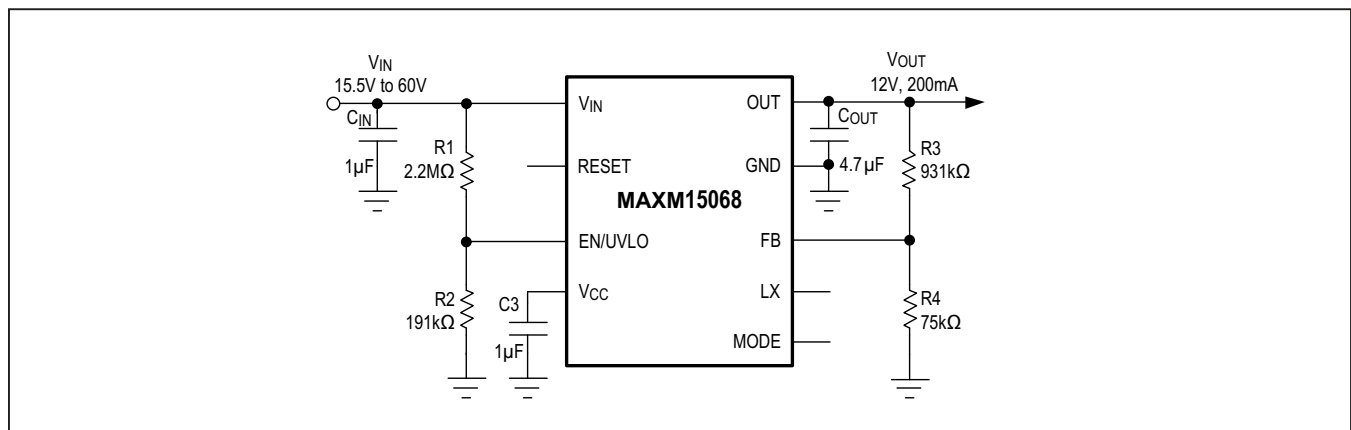 VIN
15.5V to 60V
CIN
1µF
R1
2.2MΩ
R2
191kΩ
C3
1µF
VIN
RESET
EN/UVLO
VCC
MAXM15068
OUT
GND
FB
LX
MODE
VOUT
12V, 200mA
COUT
4.7µF
R3
931kΩ
R4
75kΩ